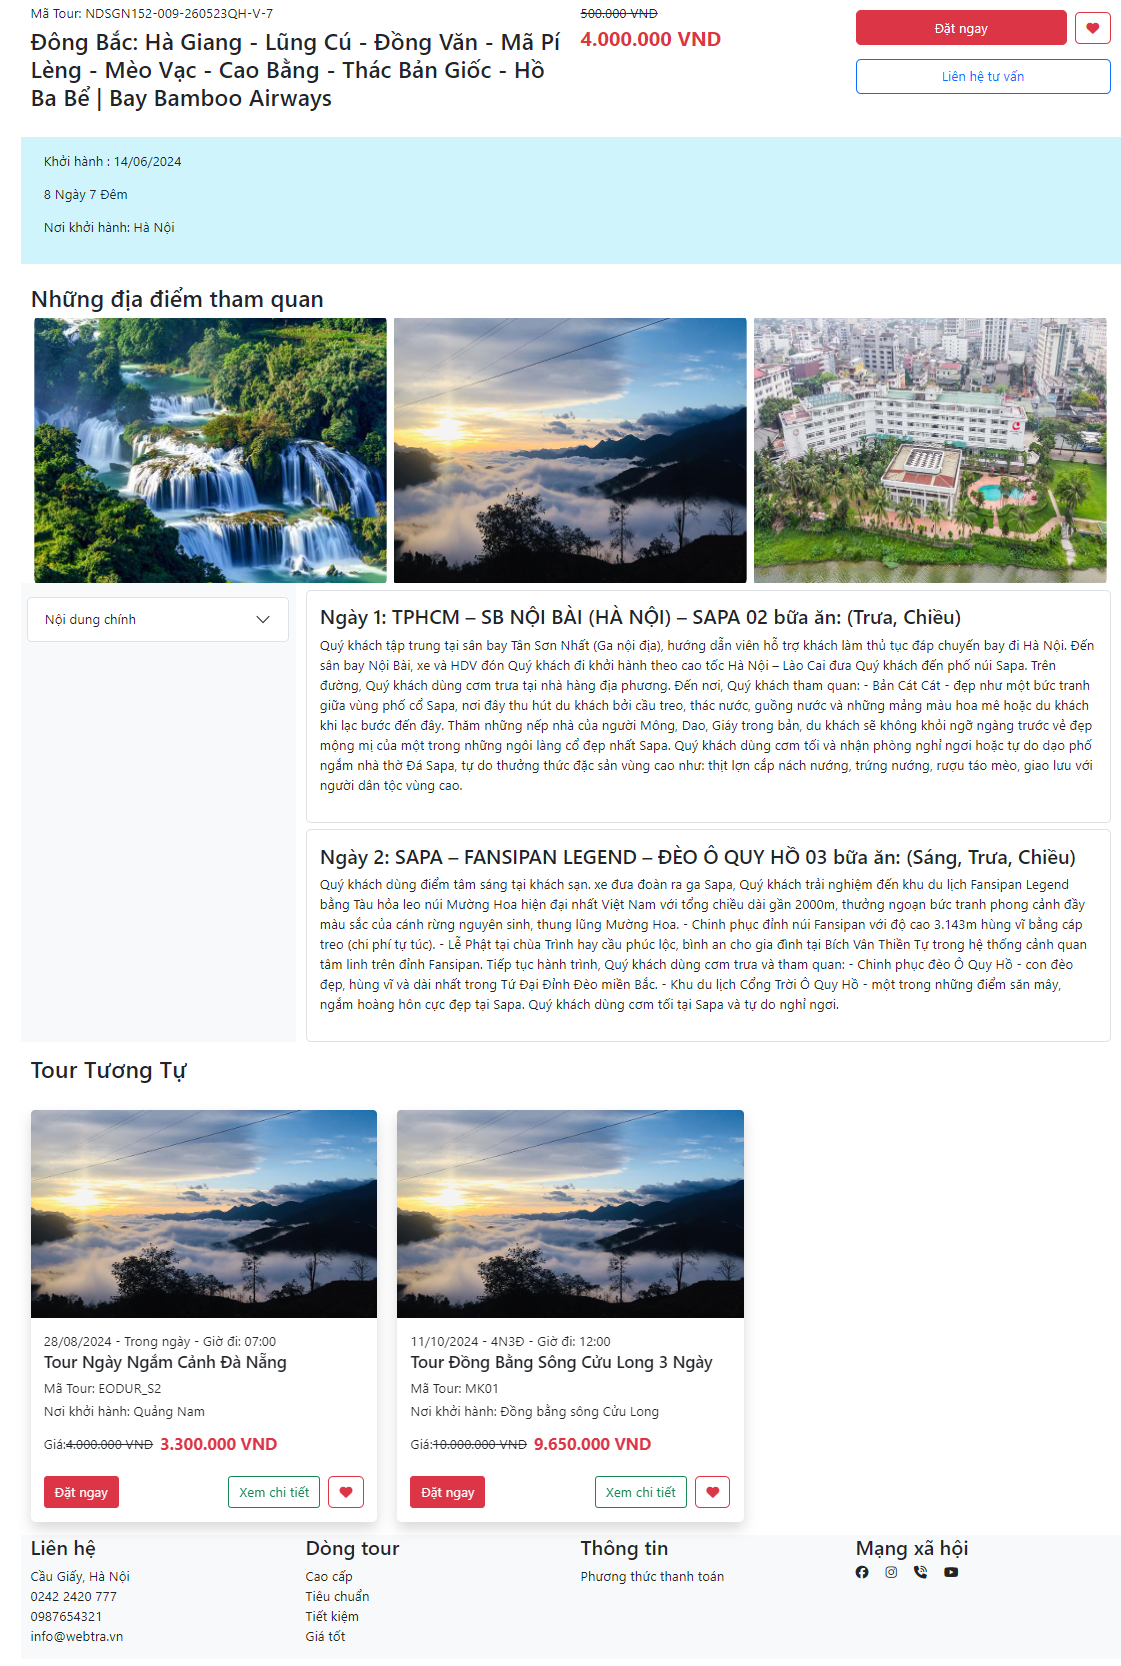 Mã Tour: NDSGN152-009-260523QH-V-7
Đông Bắc: Hà Giang - Lũng Cú - Đồng Văn - Mã Pí
Lèng - Mèo Vạc - Cao Bằng - Thác Bản Giốc - Hồ
Ba Bể | Bay Bamboo Airways
500.000 VND
4.000.000 VND
Đặt ngay
Liên hệ tư vấn
Khởi hành : 14/06/2024
8 Ngày 7 Đêm
Nơi khởi hành: Hà Nội
Những địa điểm tham quan
Nội dung chính
Ngày 1: TPHCM – SB NỘI BÀI (HÀ NỘI) – SAPA 02 bữa ăn: (Trưa, Chiều)
Quý khách tập trung tại sân bay Tân Sơn Nhất (Ga nội địa), hướng dẫn viên hỗ trợ khách làm thủ tục đáp chuyến bay đi Hà Nội. Đến
sân bay Nội Bài, xe và HDV đón Quý khách đi khởi hành theo cao tốc Hà Nội – Lào Cai đưa Quý khách đến phố núi Sapa. Trên
đường, Quý khách dùng cơm trưa tại nhà hàng địa phương. Đến nơi, Quý khách tham quan: - Bản Cát Cát - đẹp như một bức tranh
giữa vùng phố cổ Sapa, nơi đây thu hút du khách bởi cầu treo, thác nước, guồng nước và những mảng màu hoa mê hoặc du khách
khi lạc bước đến đây. Thăm những nếp nhà của người Mông, Dao, Giáy trong bản, du khách sẽ không khỏi ngỡ ngàng trước vẻ đẹp
mộng mị của một trong những ngôi làng cổ đẹp nhất Sapa. Quý khách dùng cơm tối và nhận phòng nghỉ ngơi hoặc tự do dạo phố
ngắm nhà thờ Đá Sapa, tự do thưởng thức đặc sản vùng cao như: thịt lợn cắp nách nướng, trứng nướng, rượu táo mèo, giao lưu với
người dân tộc vùng cao.
Ngày 2: SAPA – FANSIPAN LEGEND – ĐÈO Ô QUY HỒ 03 bữa ăn: (Sáng, Trưa, Chiều)
Quý khách dùng điểm tâm sáng tại khách sạn. xe đưa đoàn ra ga Sapa, Quý khách trải nghiệm đến khu du lịch Fansipan Legend
bằng Tàu hỏa leo núi Mường Hoa hiện đại nhất Việt Nam với tổng chiều dài gần 2000m, thưởng ngoạn bức tranh phong cảnh đầy
màu sắc của cánh rừng nguyên sinh, thung lũng Mường Hoa. - Chinh phục đỉnh núi Fansipan với độ cao 3.143m hùng vĩ bằng cáp
treo (chi phí tự túc). - Lễ Phật tại chùa Trình hay cầu phúc lộc, bình an cho gia đình tại Bích Vân Thiền Tự trong hệ thống cảnh quan
tâm linh trên đỉnh Fansipan. Tiếp tục hành trình, Quý khách dùng cơm trưa và tham quan: - Chinh phục đèo Ô Quy Hồ - con đèo
đẹp, hùng vĩ và dài nhất trong Tứ Đại Đỉnh Đèo miền Bắc. - Khu du lịch Cổng Trời Ô Quy Hồ - một trong những điểm săn mây,
ngắm hoàng hôn cực đẹp tại Sapa. Quý khách dùng cơm tối tại Sapa và tự do nghỉ ngơi.
Tour Tương Tự
28/08/2024 - Trong ngày - Giờ đi: 07:00
Tour Ngày Ngắm Cảnh Đà Nẵng
Mã Tour: EODUR_S2
Nơi khởi hành: Quảng Nam
Giá:4.000.000 VND 3.300.000 VND
Đặt ngay
Xem chi tiết
11/10/2024 - 4N3Đ - Giờ đi: 12:00
Tour Đồng Bằng Sông Cửu Long 3 Ngày
Mã Tour: MK01
Nơi khởi hành: Đồng bằng sông Cửu Long
Giá:10.000.000 VND 9.650.000 VND
Đặt ngay
Xem chi tiết
Liên hệ
Cầu Giấy, Hà Nội
0242 2420 777
0987654321
info@webtra.vn
Dòng tour
Cao cấp
Tiêu chuẩn
Tiết kiệm
Giá tốt
Thông tin
Phương thức thanh toán
Mạng xã hội